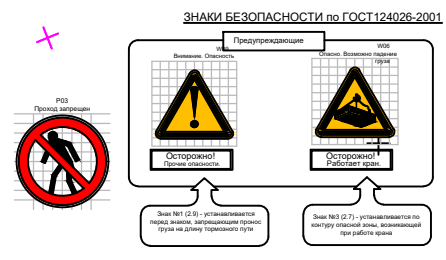 ЗНАКИ БЕЗОПАСНОСТИ по ГОСТ124026-2001
Предупреждающие
Внимание. Опасность
W06
Опасно. Возможно падение
груза
P03
Проход запрещен
Осторожно!
Прочие опасности.
Осторожно!
Работает кран.
Знак №1 (2.9) - устанавливается
перед знаком, запрещающим пронос
груза на длину тормозного пути
Знак №3 (2.7) - устанавливается по
контуру опасной зоны, возникающей
при работе крана